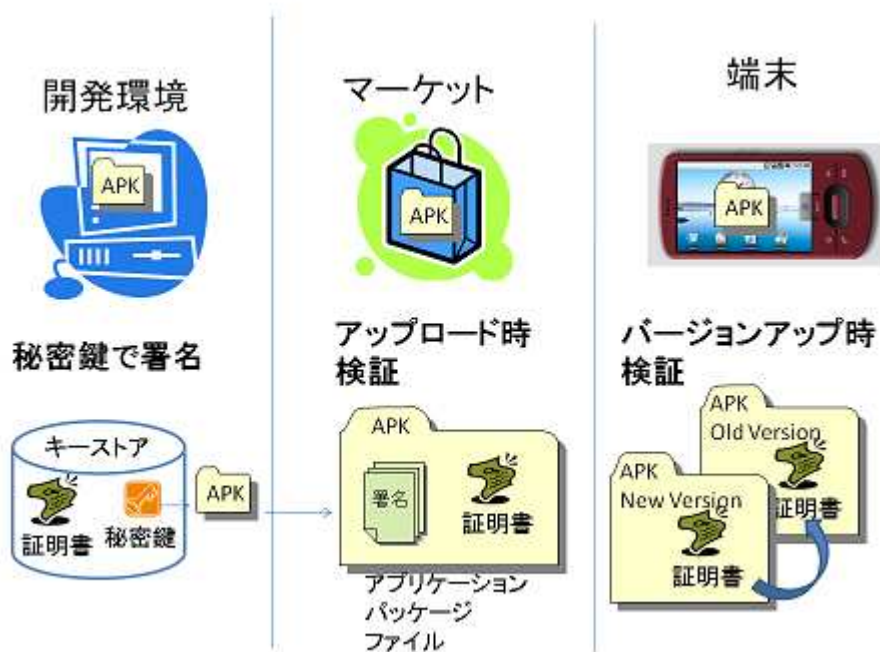 開発環境
APK
秘密鍵で署名
キーストア
証明書
秘密鍵
APK
マーケット
APK
アップロード時
検証
APK
署名
証明書
アプリケーション
パッケージ
ファイル
端末
APK
バージョンアップ時
検証
APK
Old Version
証明書
APK
New Version
証明書